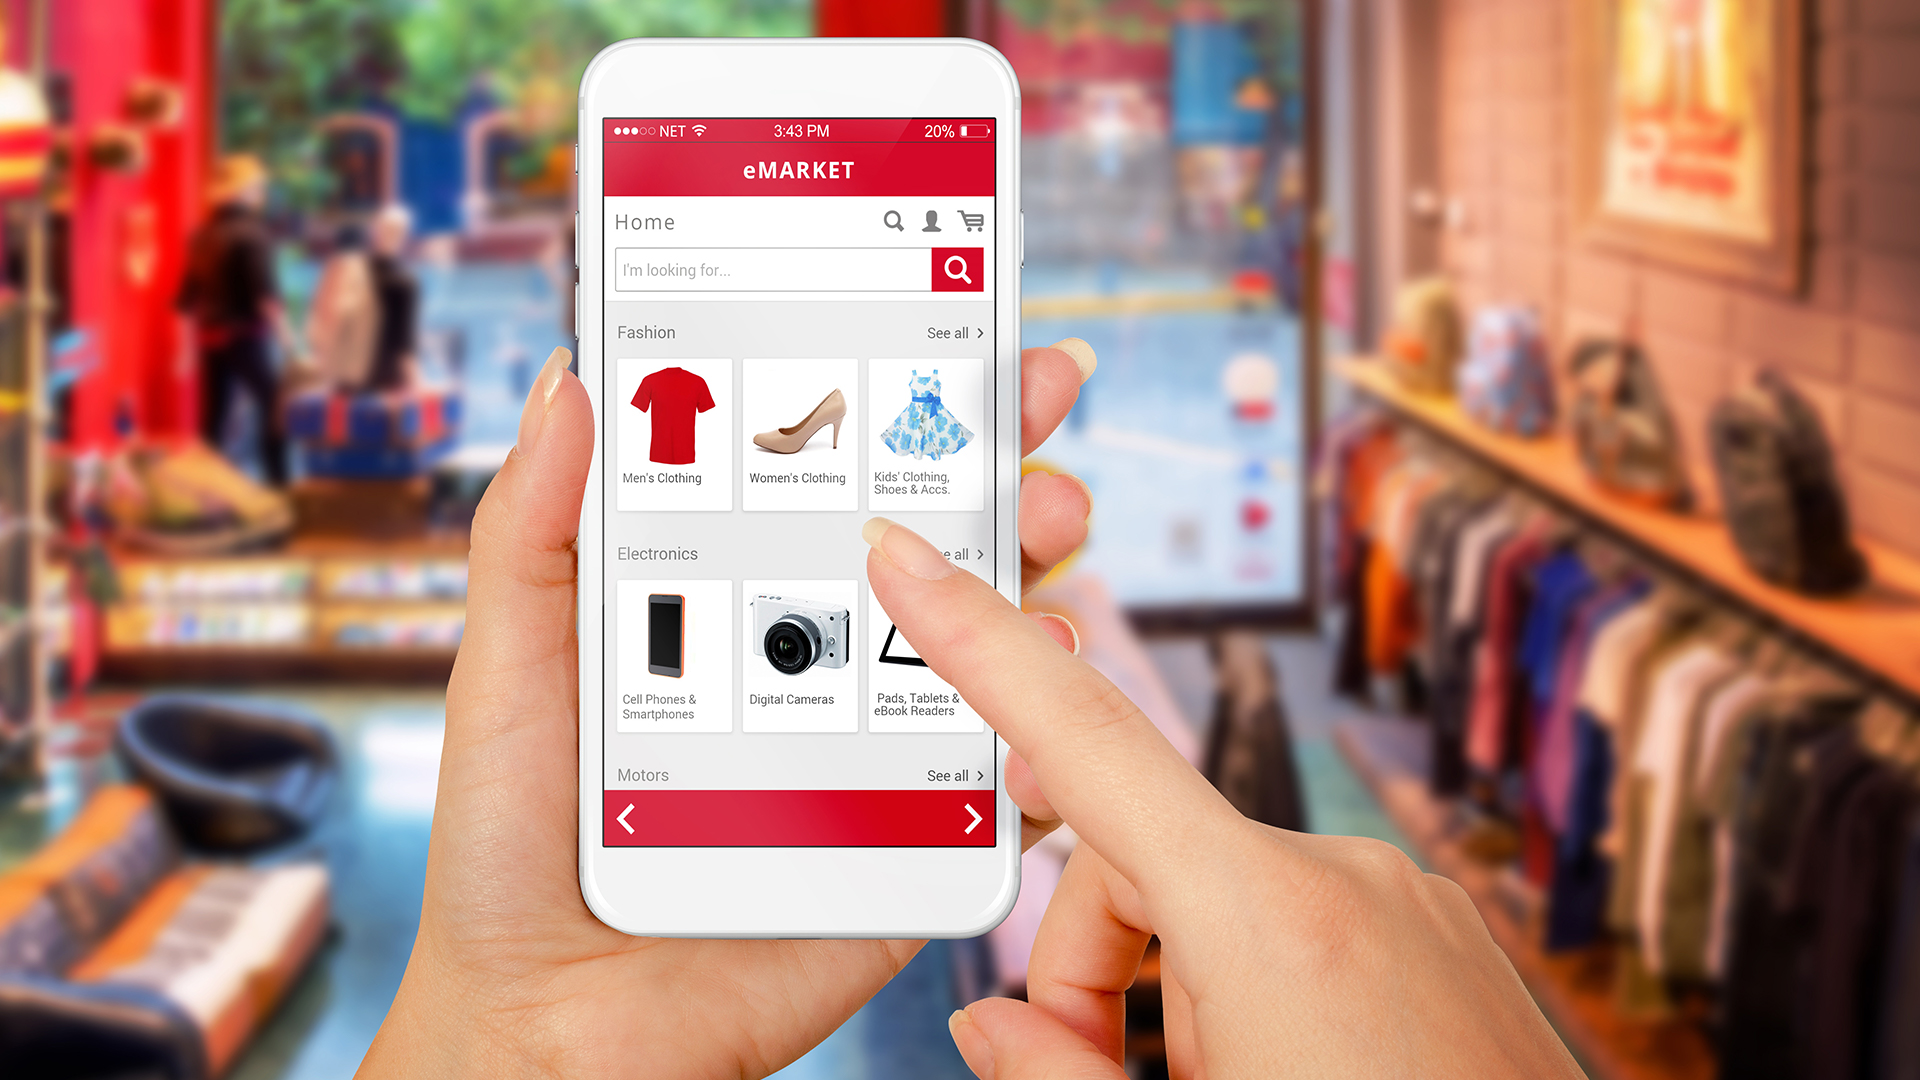 NET 3:43 PM 20%
eMARKET
Home
I'm looking for...
Fashion See all
Men's Clothing
Women's Clothing
Kids' Clothing,
Shoes & Accs.
Electronics all
Cell Phones &
Smartphones
Digital Cameras
Pads, Tablets &
eBook Readers
Motors See all